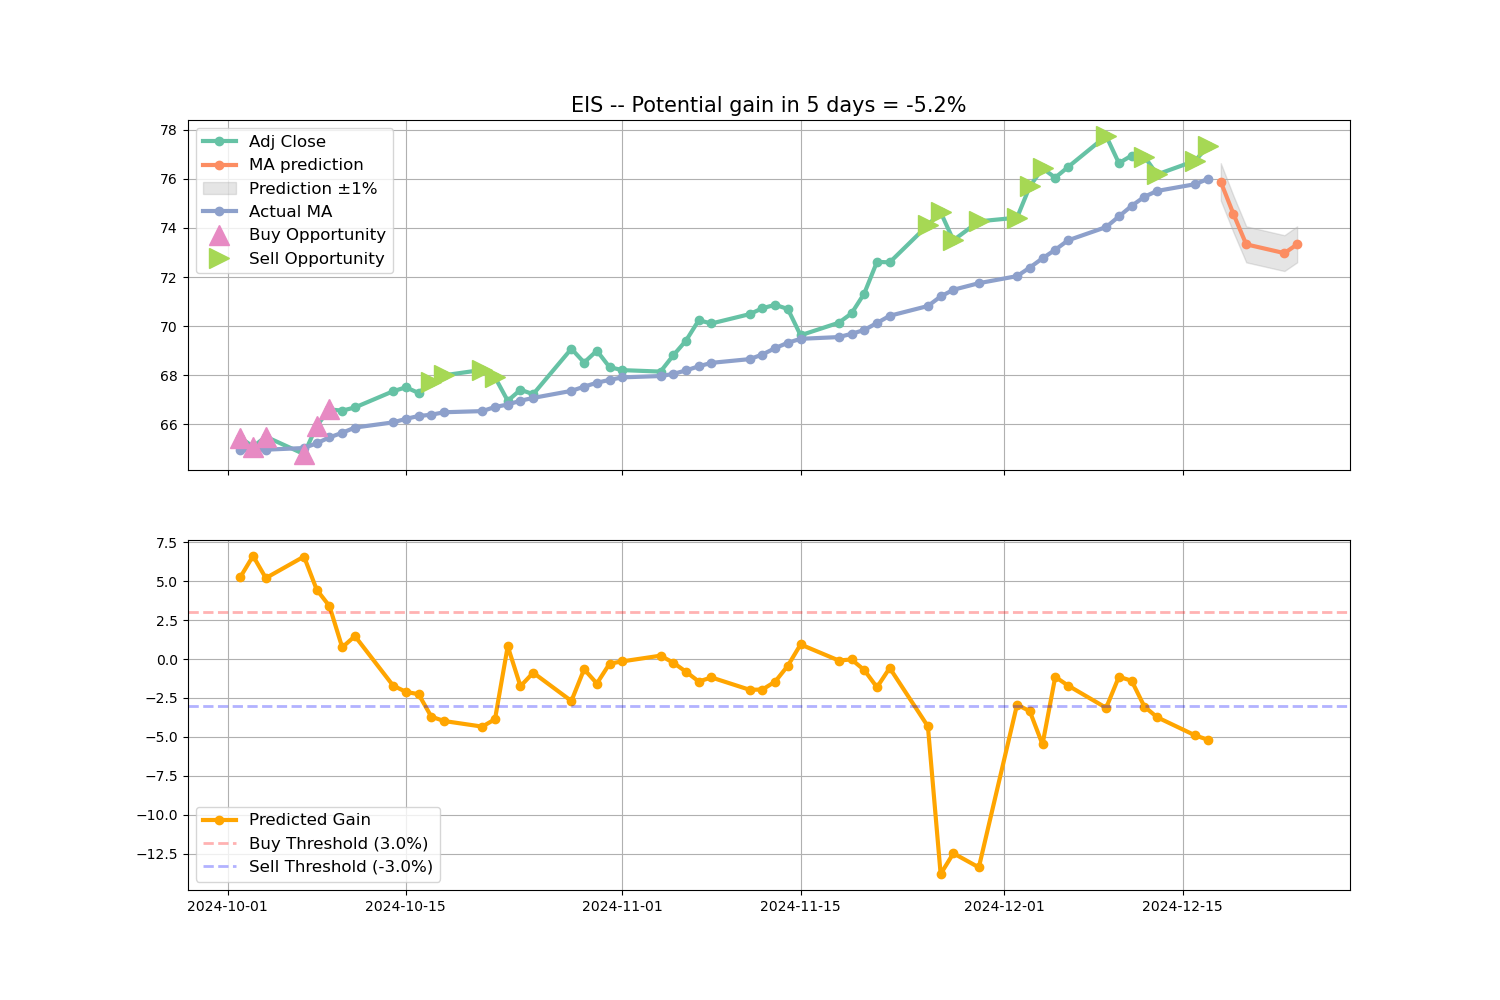 EIS -- Potential gain in 5 days = -5.2%
78
76
74
72
70
68
66
Adj Close
MA prediction
Prediction ±1%
Actual MA
Buy Opportunity
Sell Opportunity
7.5
5.0
2.5
0.0
−2.5
−5.0
−7.5
−10.0
−12.5
Predicted Gain
Buy Threshold (3.0%)
Sell Threshold (-3.0%)
2024-10-01
2024-10-15
2024-11-01
2024-11-15
2024-12-01
2024-12-15